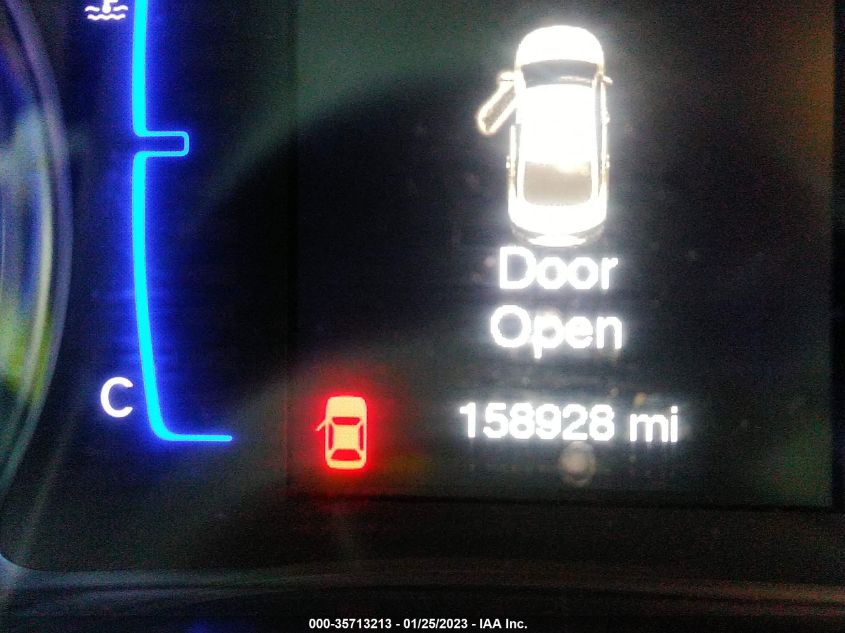 Door
Open
C
158928 mi
000-35713213 - 01/25/2023 - IAA Inc.